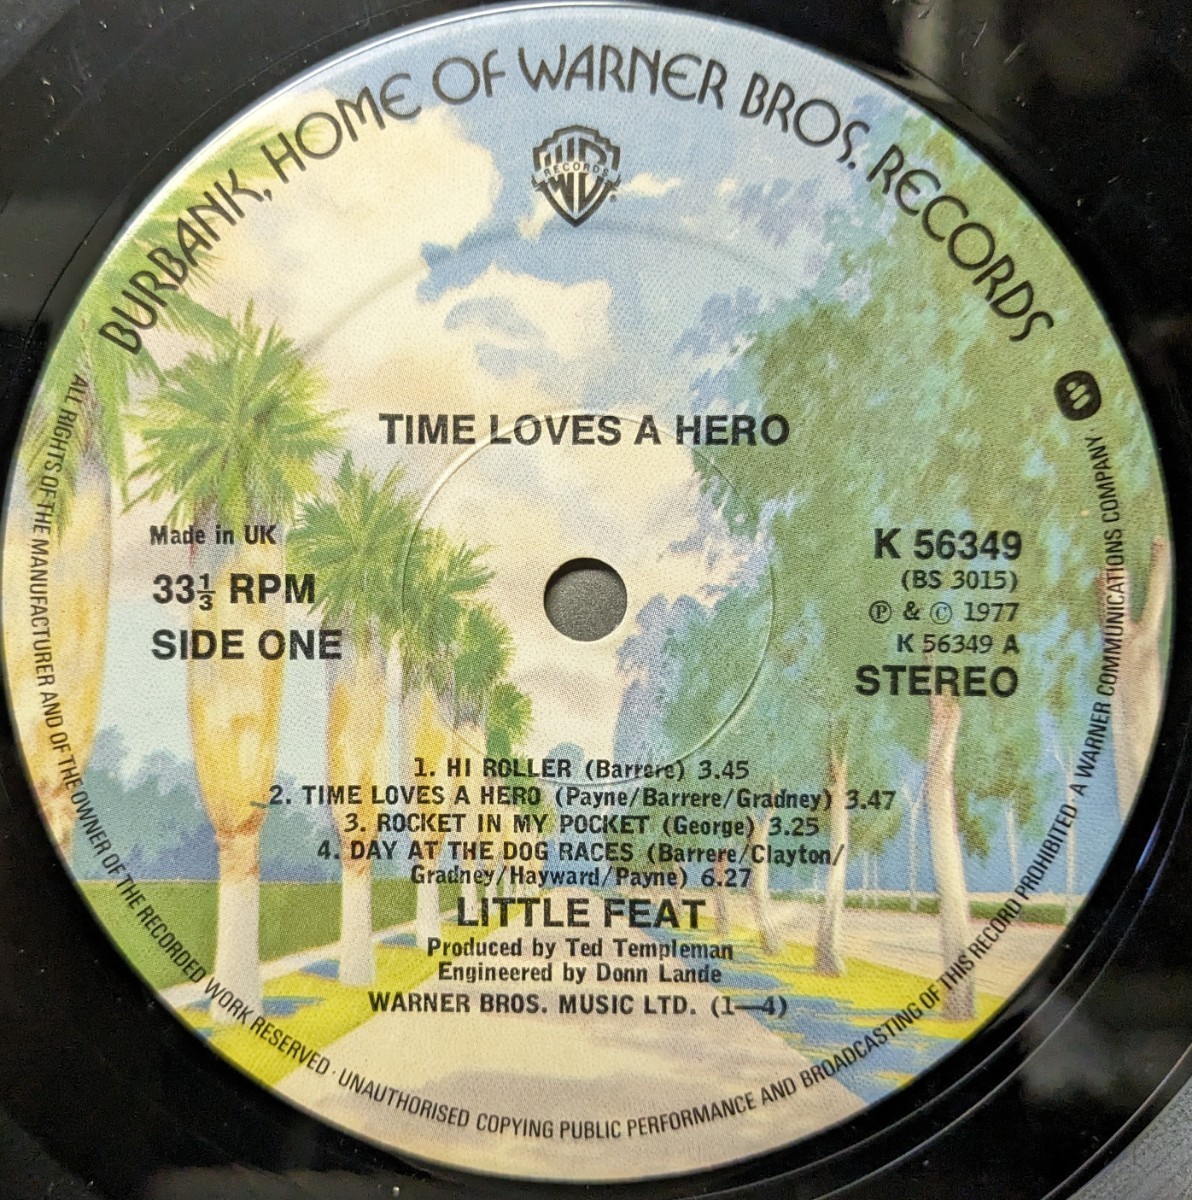 BURBANK, HOME OF WARNER BROS. RECORDS
RECORDS
TIME LOVES A HERO
Made in UK
33⅓ RPM
SIDE ONE
K 56349
(BS 3015)
℗ & © 1977
K 56349 A
STEREO
1. HI ROLLER (Barrere) 3.45
2. TIME LOVES A HERO (Payne/Barrere/Gradney) 3.47
3. ROCKET IN MY POCKET (George) 3.25
4. DAY AT THE DOG RACES (Barrere/Clayton/
Gradney/Hayward/Payne) 6.27
LITTLE FEAT
Produced by Ted Templeman
Engineered by Donn Lande
WARNER BROS. MUSIC LTD. (1—4)
ALL RIGHTS OF THE MANUFACTURER AND OF THE OWNER OF THE RECORDED WORK RESERVED · UNAUTHORISED COPYING PUBLIC PERFORMANCE AND BROADCASTING OF THIS RECORD PROHIBITED · A WARNER COMMUNICATIONS COMPANY ·